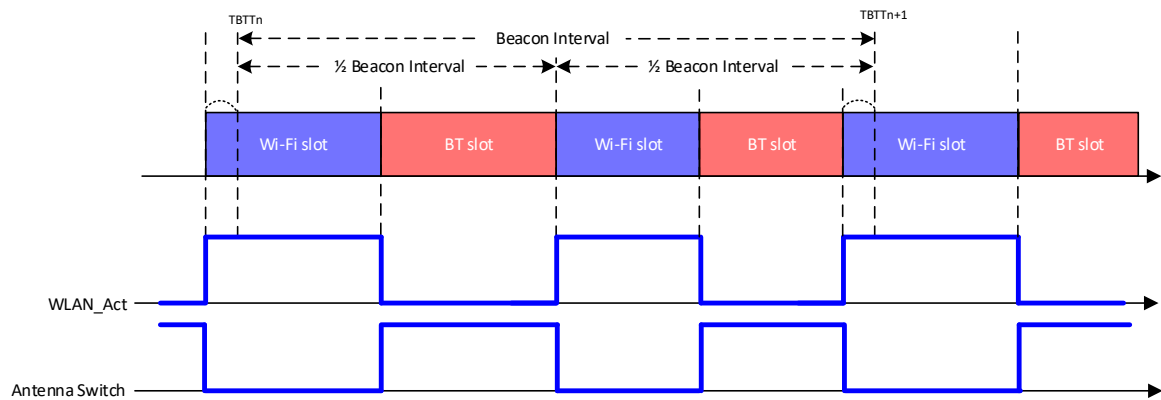 TBTTn
TBTTn+1
Beacon Interval
½ Beacon Interval
½ Beacon Interval
Wi-Fi slot
BT slot
Wi-Fi slot
BT slot
Wi-Fi slot
BT slot
WLAN_Act
Antenna Switch